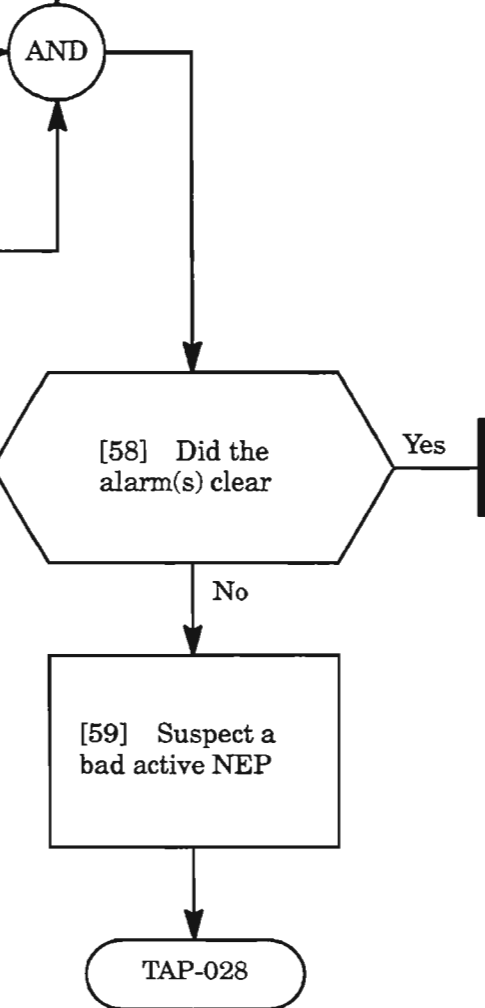 AND
[58] Did the
alarm(s) clear
Yes
No
[59] Suspect a
bad active NEP
TAP-028